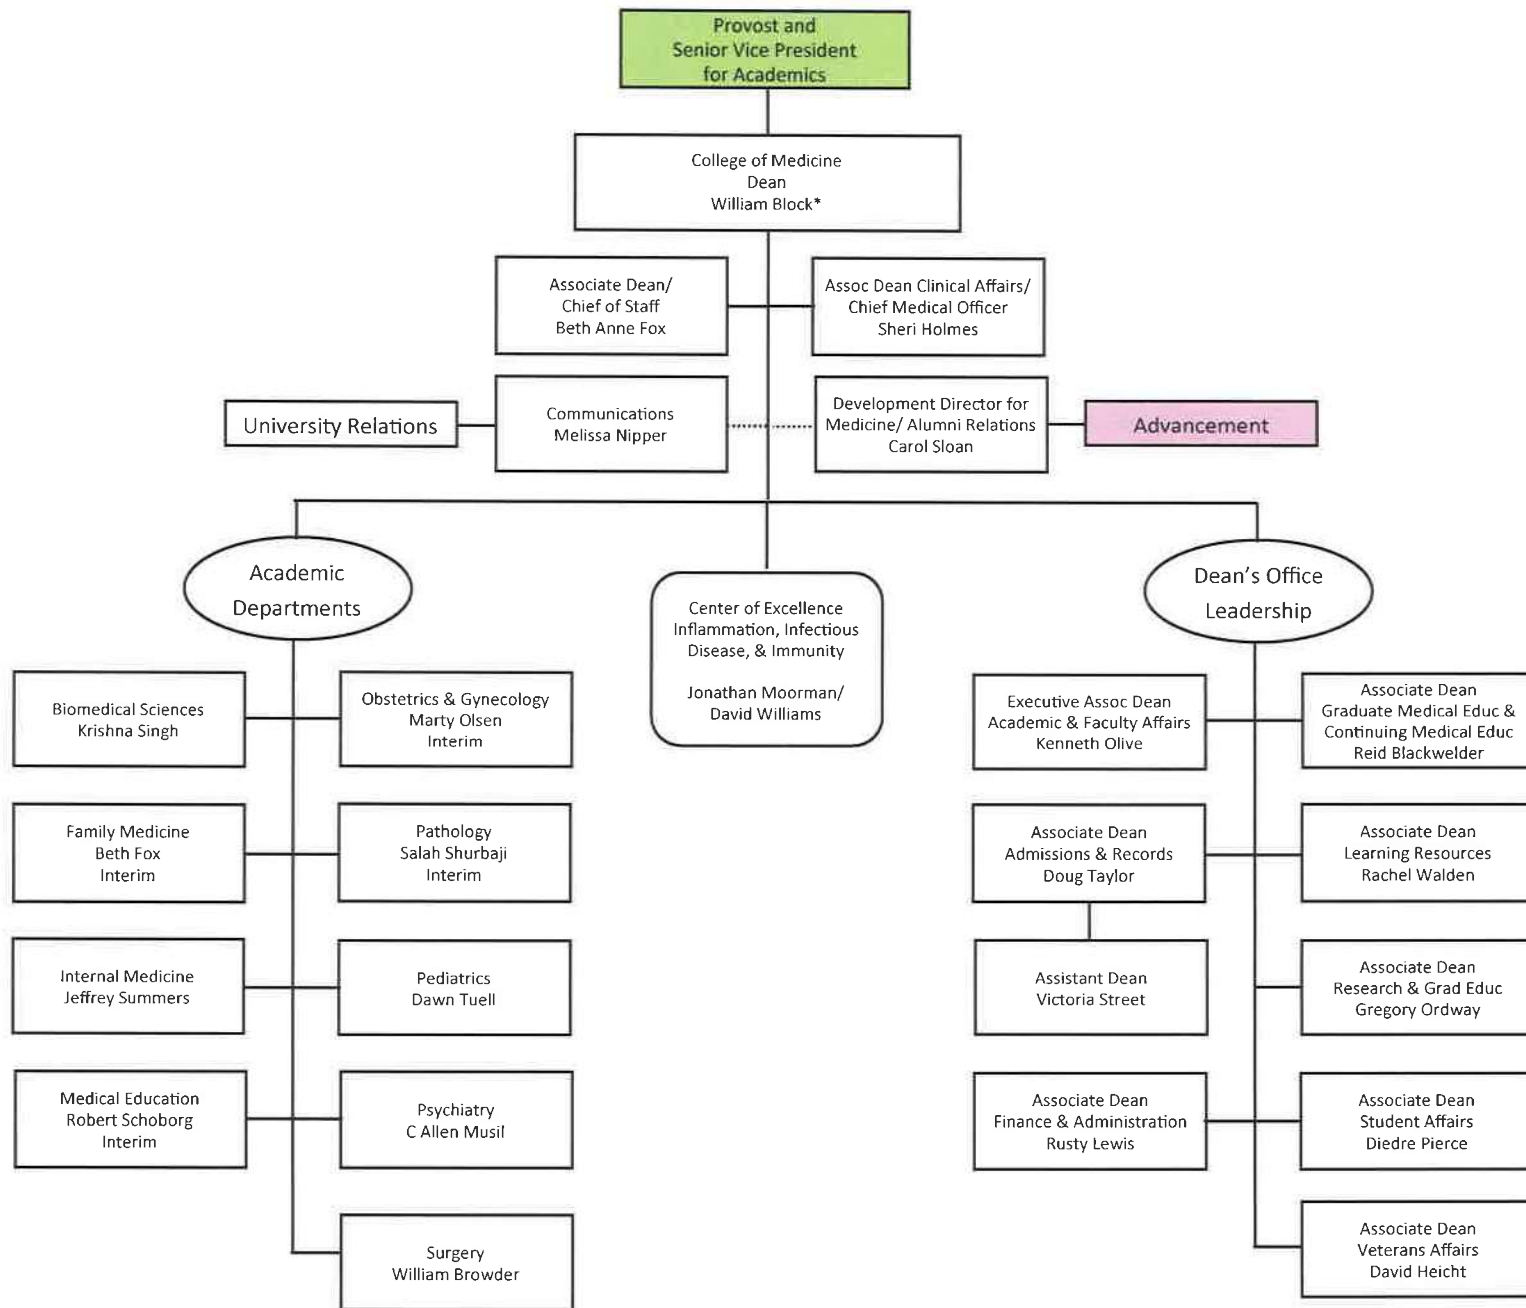 Provost and
Senior Vice President
for Academics
College of Medicine
Dean
William Block*
Associate Dean/
Chief of Staff
Beth Anne Fox
Assoc Dean Clinical Affairs/
Chief Medical Officer
Sheri Holmes
University Relations
Communications
Melissa Nipper
Development Director for
Medicine/ Alumni Relations
Carol Sloan
Advancement
Academic
Departments
Center of Excellence
Inflammation, Infectious
Disease, & Immunity
Jonathan Moorman/
David Williams
Dean's Office
Leadership
Biomedical Sciences
Krishna Singh
Obstetrics & Gynecology
Marty Olsen
Interim
Family Medicine
Beth Fox
Interim
Pathology
Salah Shurbaji
Interim
Internal Medicine
Jeffrey Summers
Pediatrics
Dawn Tuell
Medical Education
Robert Schoborg
Interim
Psychiatry
C Allen Musil
Surgery
William Browder
Executive Assoc Dean
Academic & Faculty Affairs
Kenneth Olive
Associate Dean
Graduate Medical Educ &
Continuing Medical Educ
Reid Blackwelder
Associate Dean
Admissions & Records
Doug Taylor
Associate Dean
Learning Resources
Rachel Walden
Assistant Dean
Victoria Street
Associate Dean
Research & Grad Educ
Gregory Ordway
Associate Dean
Finance & Administration
Rusty Lewis
Associate Dean
Student Affairs
Diedre Pierce
Associate Dean
Veterans Affairs
David Heicht